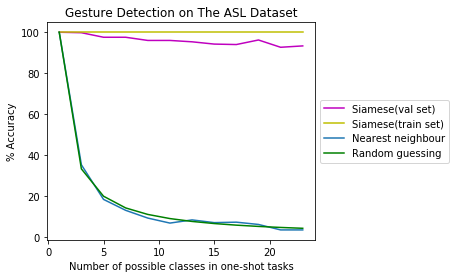 Gesture Detection on The ASL Dataset
% Accuracy
100
80
60
40
20
0
0 5 10 15 20
Number of possible classes in one-shot tasks
Siamese(val set)
Siamese(train set)
Nearest neighbour
Random guessing